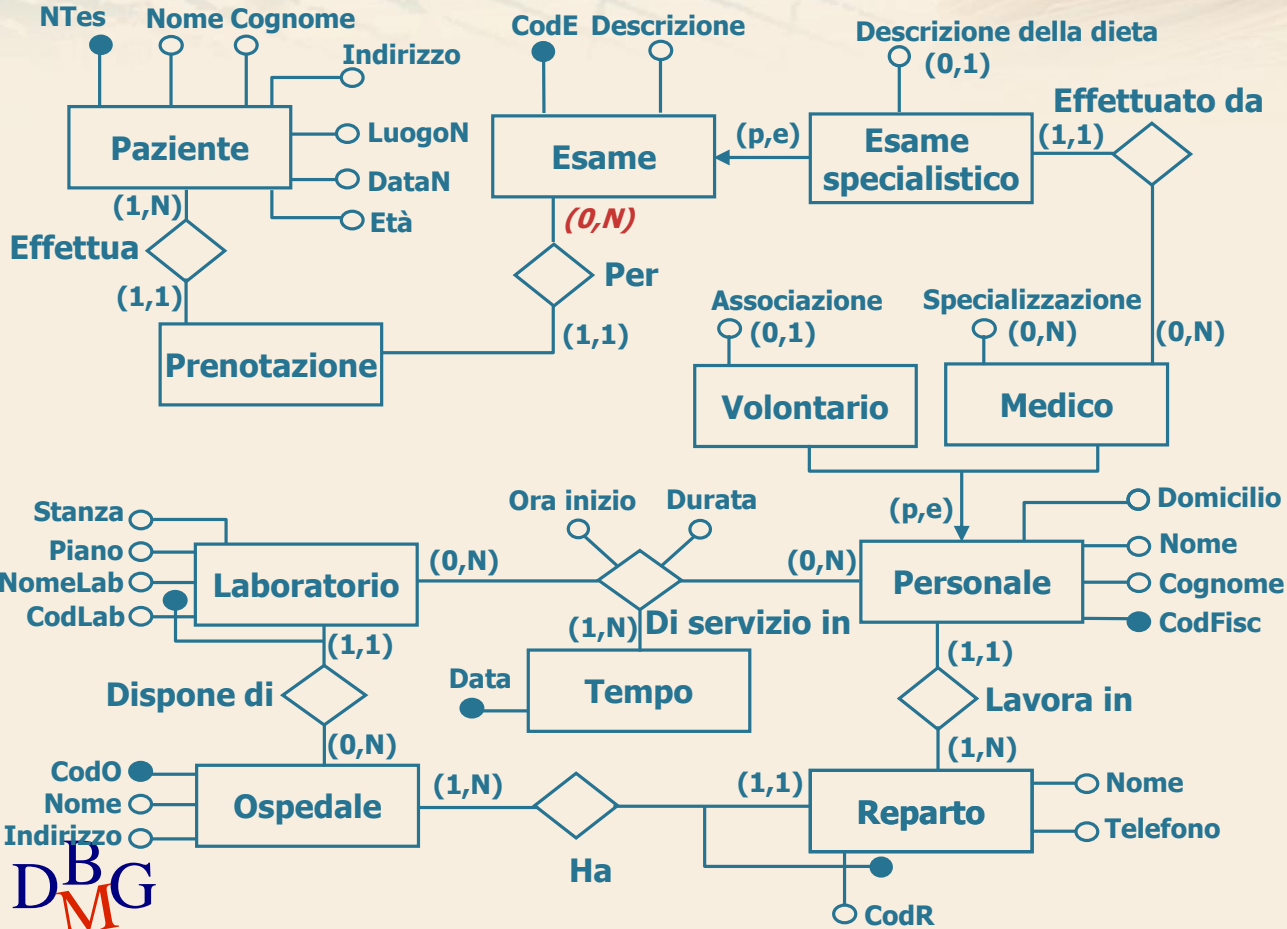 NTes
Nome Cognome
Indirizzo
LuogoN
DataN
Età
Paziente
(1,N)
Effettua
(1,1)
Prenotazione
CodE Descrizione
Esame
(0,N)
Per
(1,1)
(p,e)
Descrizione della dieta
(0,1)
Esame
specialistico
(1,1)
Effettuato da
(0,N)
Associazione
(0,1)
Volontario
Specializzazione
(0,N)
Medico
(p,e)
Domicilio
Nome
Cognome
CodFisc
Personale
Stanza
Piano
NomeLab
CodLab
Laboratorio
(0,N)
Ora inizio
Durata
(0,N)
Di servizio in
(1,N)
Data
Tempo
(1,1)
Dispone di
(0,N)
(1,1)
Lavora in
(1,N)
CodO
Nome
Indirizzo
Ospedale
(1,N)
Ha
(1,1)
Reparto
Nome
Telefono
CodR
DBMG